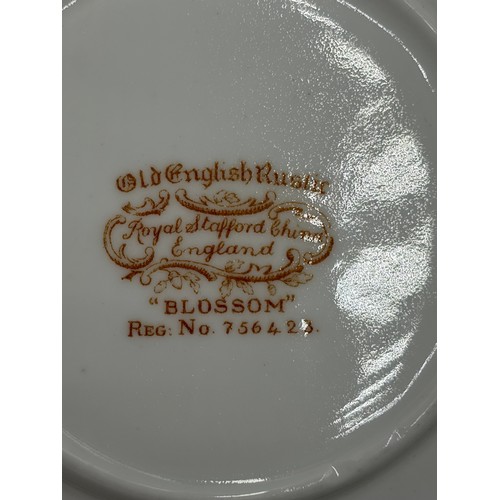 Old English Rustic
Royal Stafford China
England
"BLOSSOM"
REG: No. 756423.